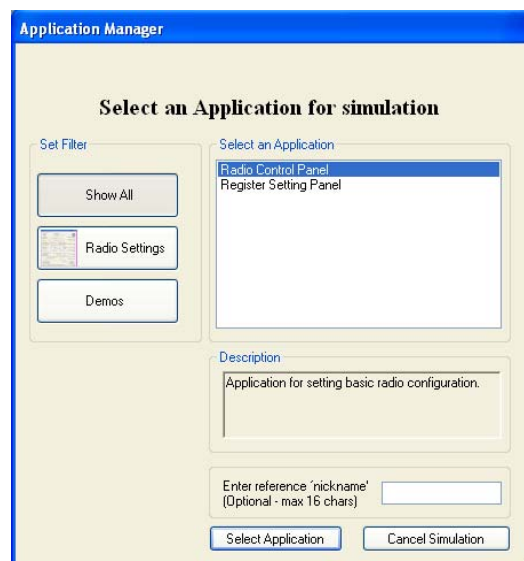 Application Manager
Select an Application for simulation
Set Filter
Show All
Radio Settings
Demos
Select an Application
Radio Control Panel
Register Setting Panel
Description
Application for setting basic radio configuration.
Enter reference 'nickname'
(Optional - max 16 chars)
Select Application
Cancel Simulation